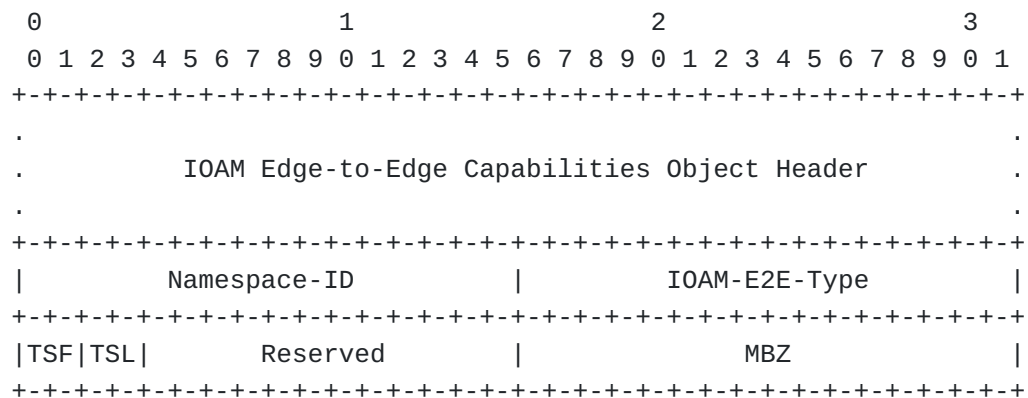 0                   1                   2                   3
 0 1 2 3 4 5 6 7 8 9 0 1 2 3 4 5 6 7 8 9 0 1 2 3 4 5 6 7 8 9 0 1
+-+-+-+-+-+-+-+-+-+-+-+-+-+-+-+-+-+-+-+-+-+-+-+-+-+-+-+-+-+-+-+-+
.                                                               .
.          IOAM Edge-to-Edge Capabilities Object Header         .
.                                                               .
+-+-+-+-+-+-+-+-+-+-+-+-+-+-+-+-+-+-+-+-+-+-+-+-+-+-+-+-+-+-+-+-+
|         Namespace-ID          |         IOAM-E2E-Type         |
+-+-+-+-+-+-+-+-+-+-+-+-+-+-+-+-+-+-+-+-+-+-+-+-+-+-+-+-+-+-+-+-+
|TSF|TSL|       Reserved        |              MBZ              |
+-+-+-+-+-+-+-+-+-+-+-+-+-+-+-+-+-+-+-+-+-+-+-+-+-+-+-+-+-+-+-+-+